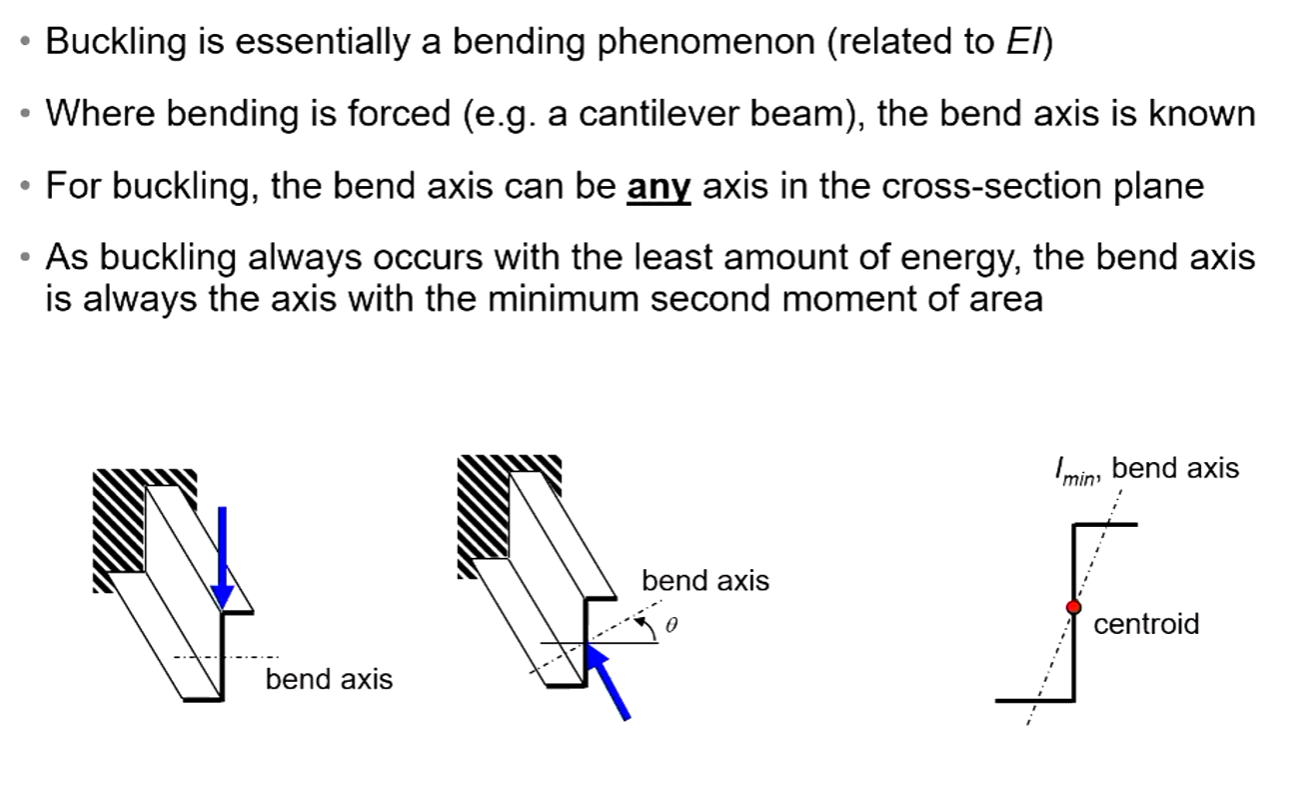 • Buckling is essentially a bending phenomenon (related to EI)
• Where bending is forced (e.g. a cantilever beam), the bend axis is known
• For buckling, the bend axis can be any axis in the cross-section plane
• As buckling always occurs with the least amount of energy, the bend axis
is always the axis with the minimum second moment of area
Imin, bend axis
bend axis
θ
centroid
bend axis